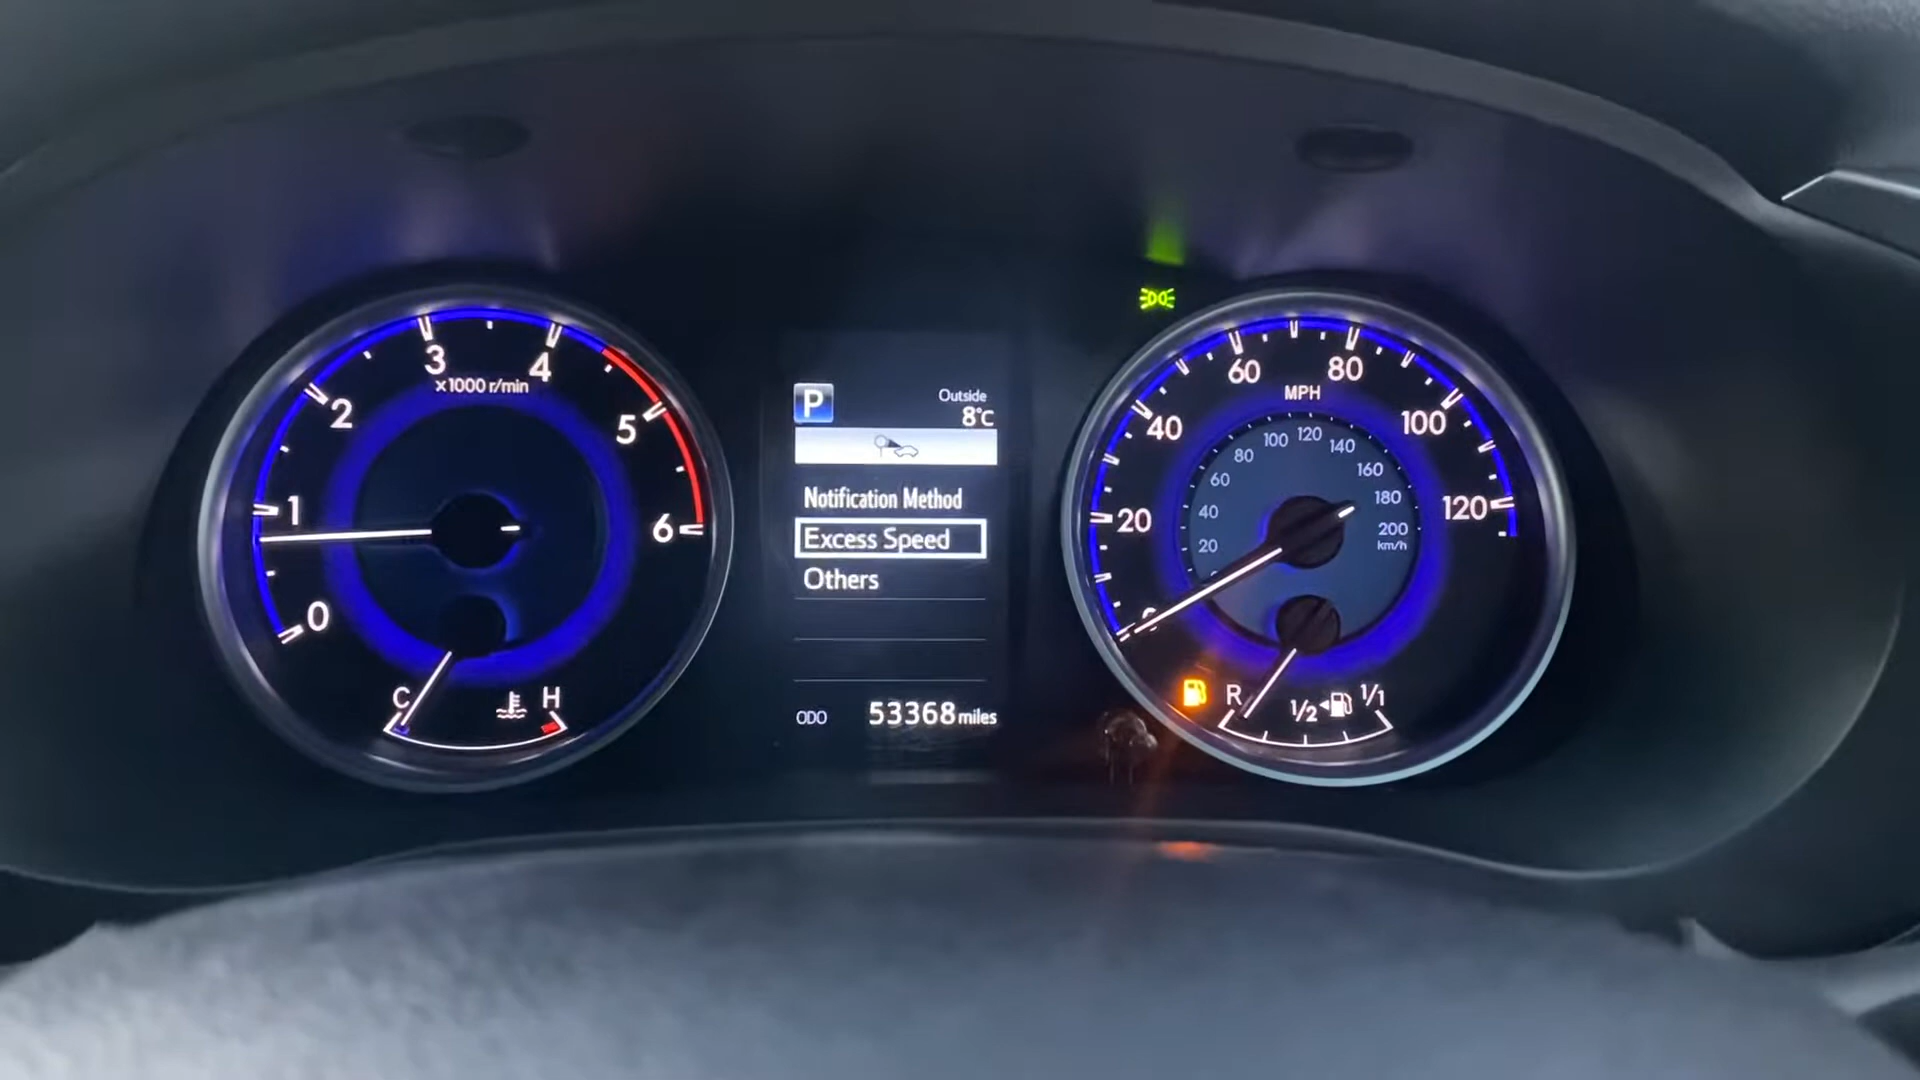 0
1
2
3
4
5
6
x1000 r/min
C
H
P
Outside
8°C
Notification Method
Excess Speed
Others
ODO 53368 miles
20
40
60
80
100
120
MPH
20
40
60
80
100
120
140
160
180
200
km/h
R
1/2
1/1